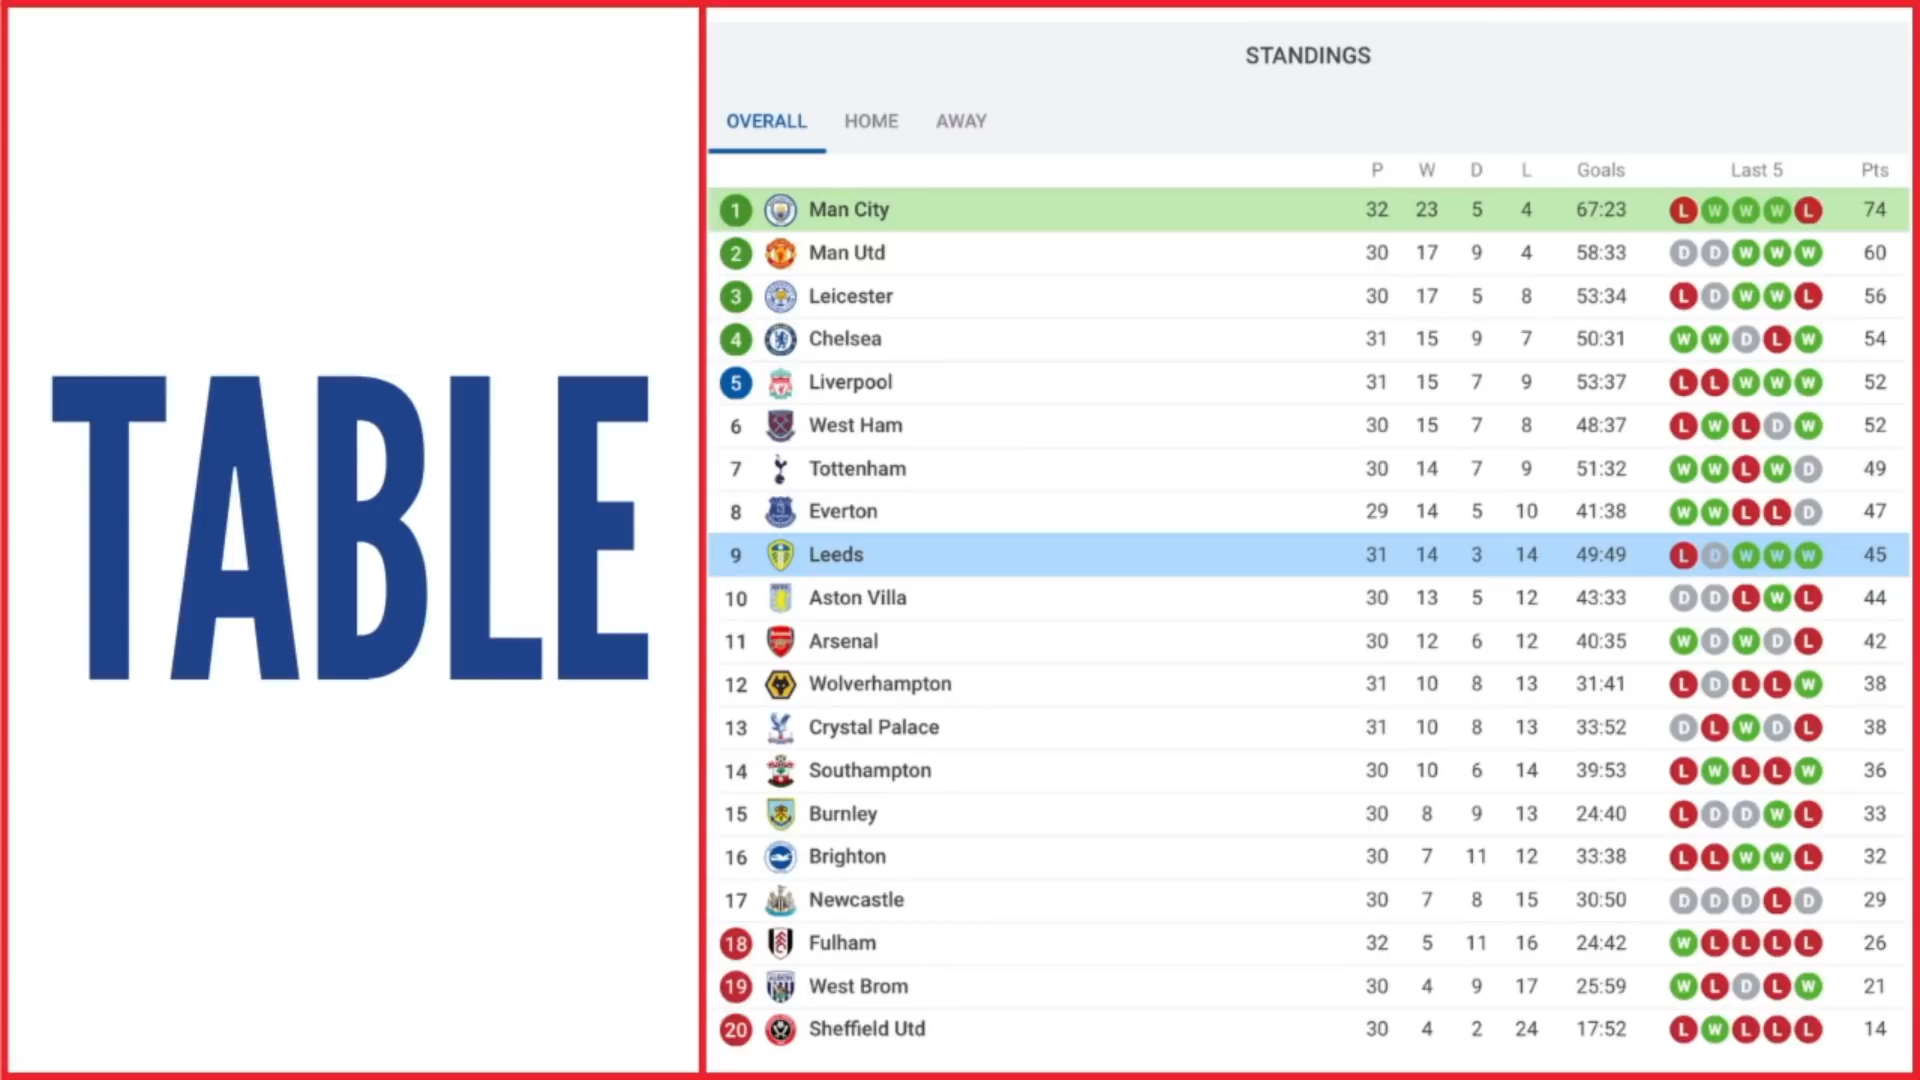 TABLE
STANDINGS
OVERALL HOME AWAY
P W D L Goals Last 5 Pts
1 Man City 32 23 5 4 67:23 L W W W L 74
2 Man Utd 30 17 9 4 58:33 D D W W W 60
3 Leicester 30 17 5 8 53:34 L D W W L 56
4 Chelsea 31 15 9 7 50:31 W W D L W 54
5 Liverpool 31 15 7 9 53:37 L L W W W 52
6 West Ham 30 15 7 8 48:37 L W L D W 52
7 Tottenham 30 14 7 9 51:32 W W L W D 49
8 Everton 29 14 5 10 41:38 W W L L D 47
9 Leeds 31 14 3 14 49:49 L D W W W 45
10 Aston Villa 30 13 5 12 43:33 D D L W L 44
11 Arsenal 30 12 6 12 40:35 W D W D L 42
12 Wolverhampton 31 10 8 13 31:41 L D L L W 38
13 Crystal Palace 31 10 8 13 33:52 D L W D L 38
14 Southampton 30 10 6 14 39:53 L W L L W 36
15 Burnley 30 8 9 13 24:40 L D D W L 33
16 Brighton 30 7 11 12 33:38 L L W W L 32
17 Newcastle 30 7 8 15 30:50 D D D L D 29
18 Fulham 32 5 11 16 24:42 W L L L L 26
19 West Brom 30 4 9 17 25:59 W L D L W 21
20 Sheffield Utd 30 4 2 24 17:52 L W L L L 14